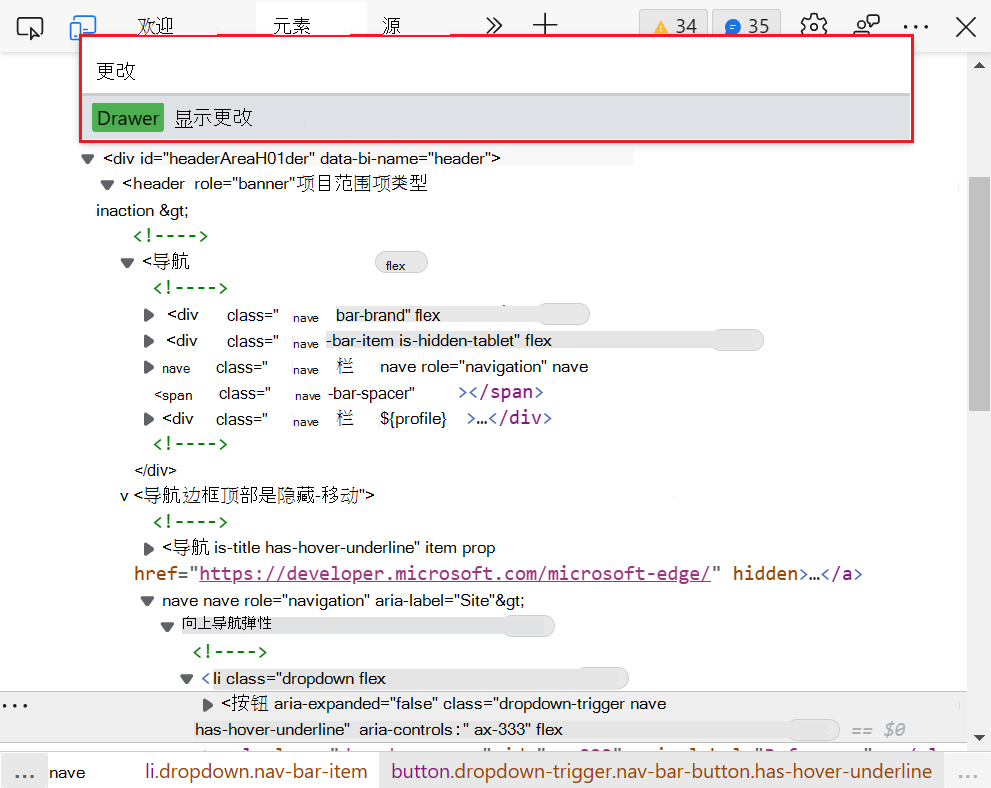 欢迎 元素 源 34 35
更改
Drawer 显示更改
<div id="headerAreaH01der" data-bi-name="header">
<header role="banner"项目范围项类型
inaction &gt;
<!---->
<导航 flex
<!---->
<div class=" nave bar-brand" flex
<div class=" nave -bar-item is-hidden-tablet" flex
nave class=" nave 栏 nave role="navigation" nave
<span class=" nave -bar-spacer" ></span>
<div class=" nave 栏 ${profile} >…</div>
<!---->
</div>
v <导航边框顶部是隐藏-移动">
<!---->
<导航 is-title has-hover-underline" item prop
href="https://developer.microsoft.com/microsoft-edge/" hidden>…</a>
nave nave role="navigation" aria-label="Site"&gt;
向上导航弹性
<!---->
<li class="dropdown flex
<按钮 aria-expanded="false" class="dropdown-trigger nave
has-hover-underline" aria-controls:" ax-333" flex == $0
... nave li.dropdown.nav-bar-item button.dropdown-trigger.nav-bar-button.has-hover-underline ...